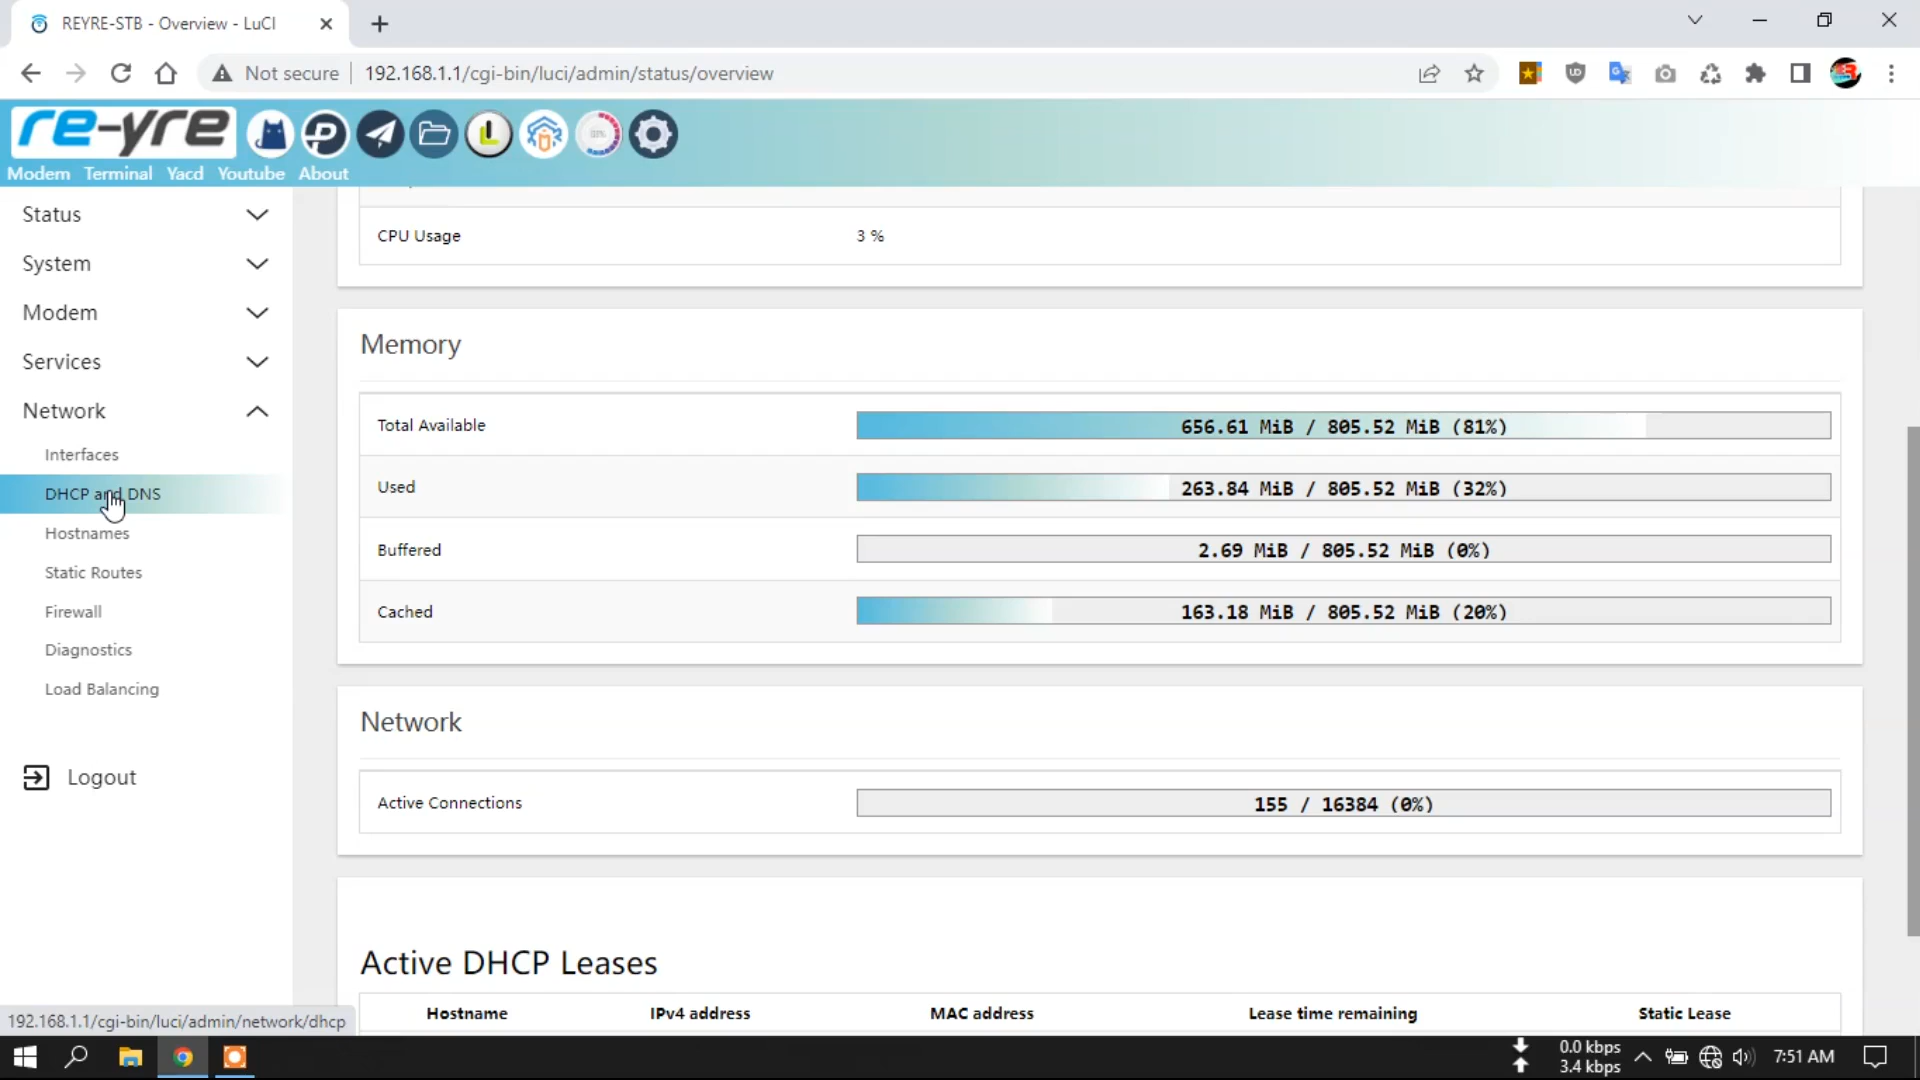 REYRE-STB - Overview - LuCI
Not secure
192.168.1.1/cgi-bin/luci/admin/status/overview
re-yre
Modem Terminal Yacd Youtube About
Status
System
Modem
Services
Network
Interfaces
DHCP and DNS
Hostnames
Static Routes
Firewall
Diagnostics
Load Balancing
Logout
CPU Usage 3 %
Memory
Total Available 656.61 MiB / 805.52 MiB (81%)
Used 263.84 MiB / 805.52 MiB (32%)
Buffered 2.69 MiB / 805.52 MiB (0%)
Cached 163.18 MiB / 805.52 MiB (20%)
Network
Active Connections 155 / 16384 (0%)
Active DHCP Leases
Hostname IPv4 address MAC address Lease time remaining Static Lease
192.168.1.1/cgi-bin/luci/admin/network/dhcp
0.0 kbps
3.4 kbps
7:51 AM